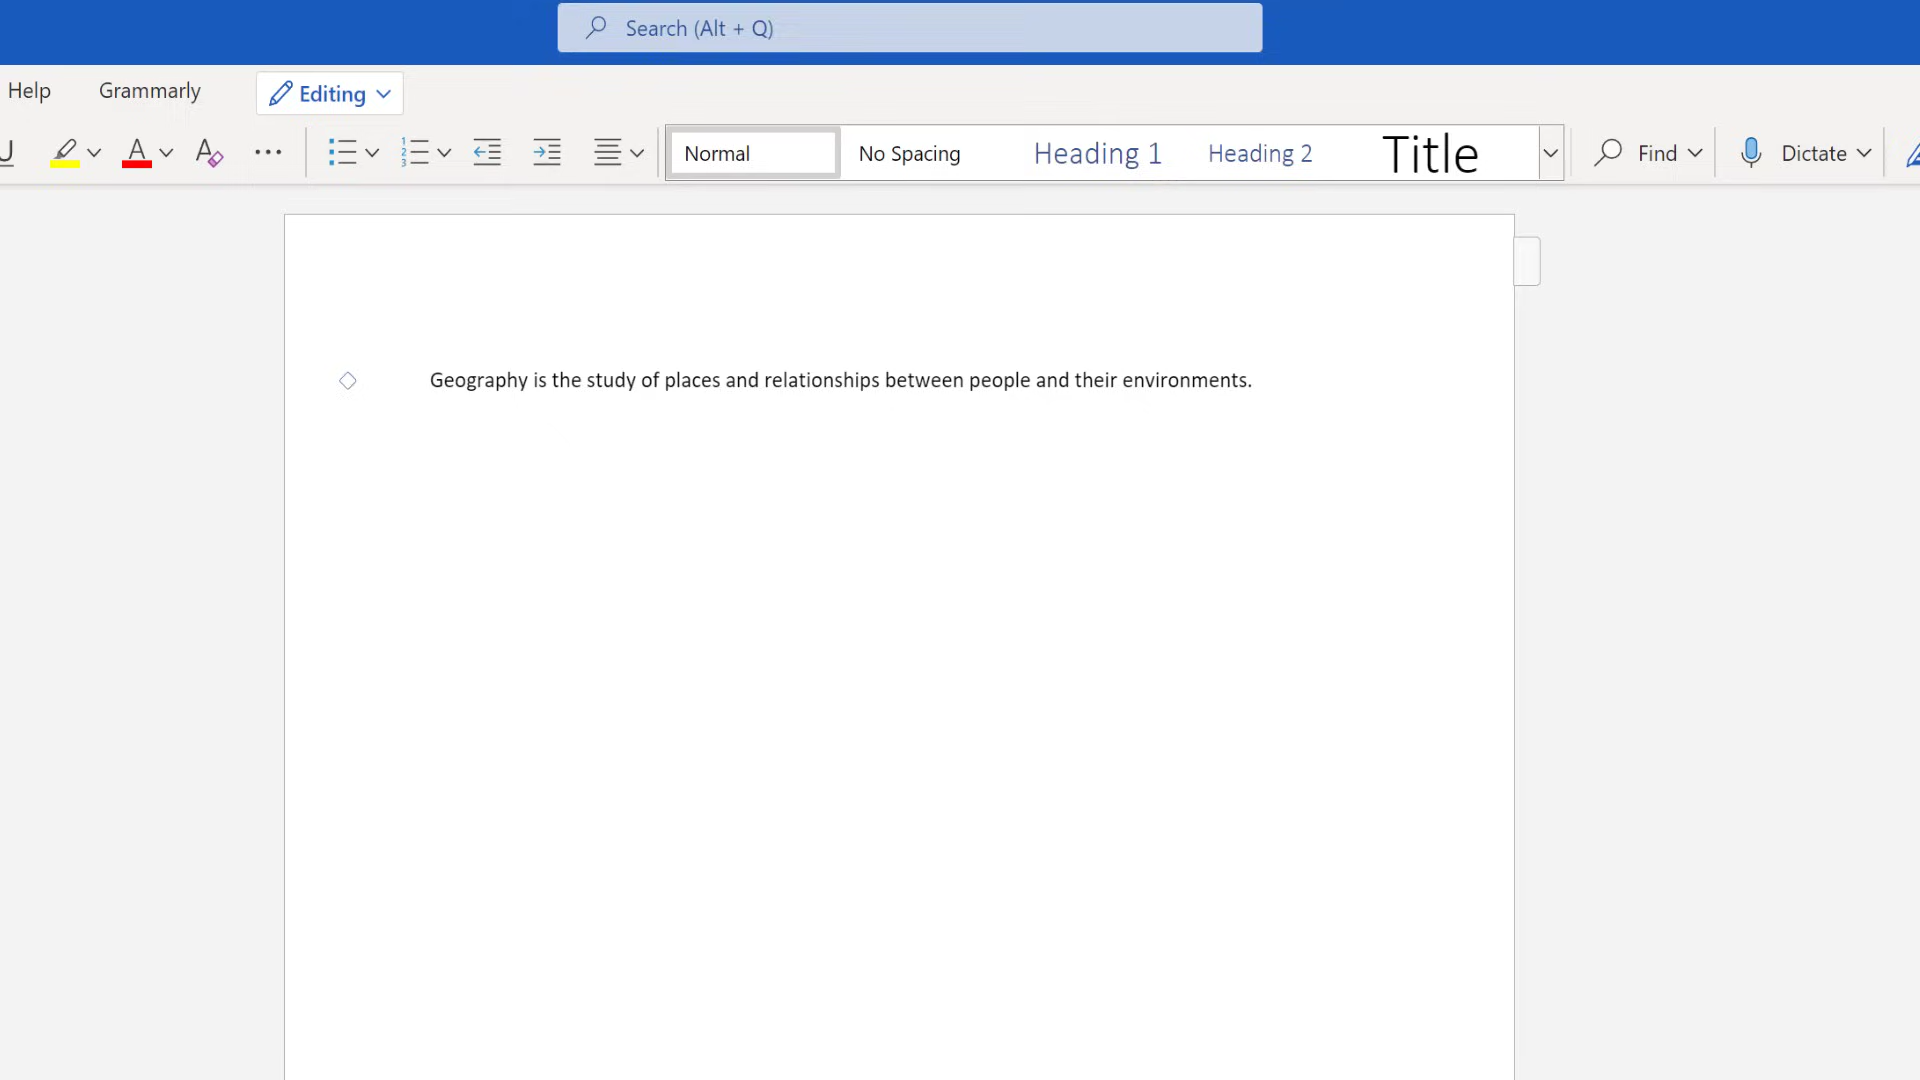 Search (Alt + Q)
Help Grammarly Editing
Normal No Spacing Heading 1 Heading 2 Title Find Dictate
Geography is the study of places and relationships between people and their environments.